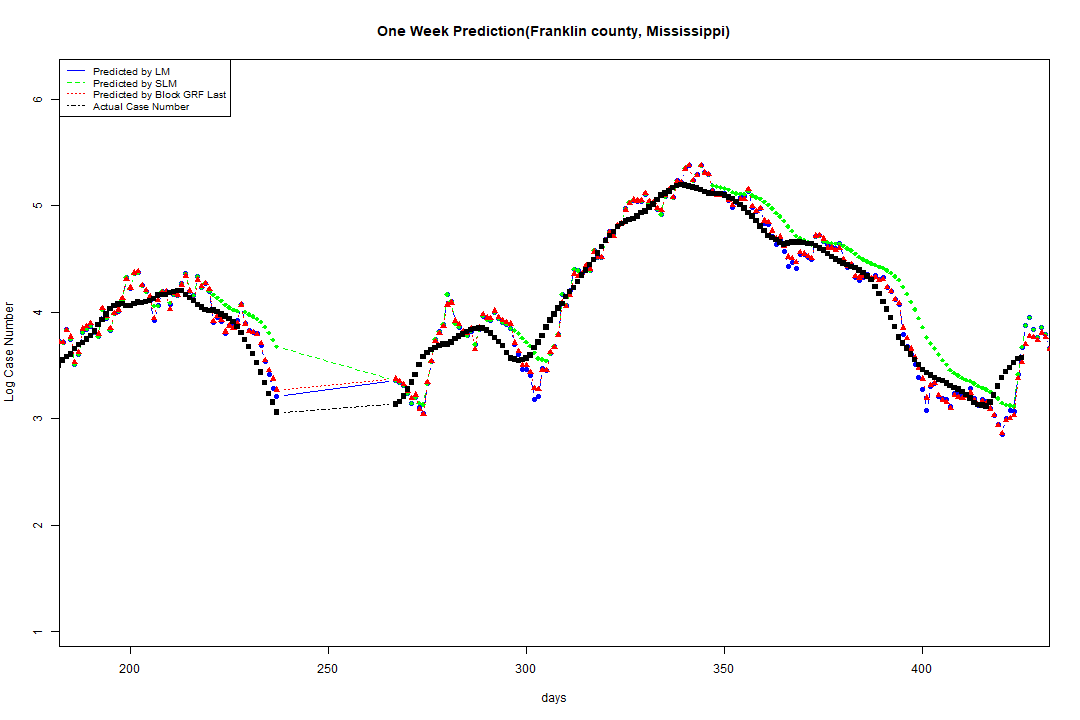 One Week Prediction(Franklin county, Mississippi)
Predicted by LM
Predicted by SLM
Predicted by Block GRF Last
Actual Case Number
Log Case Number
6
5
4
3
2
1
200 250 300 350 400
days